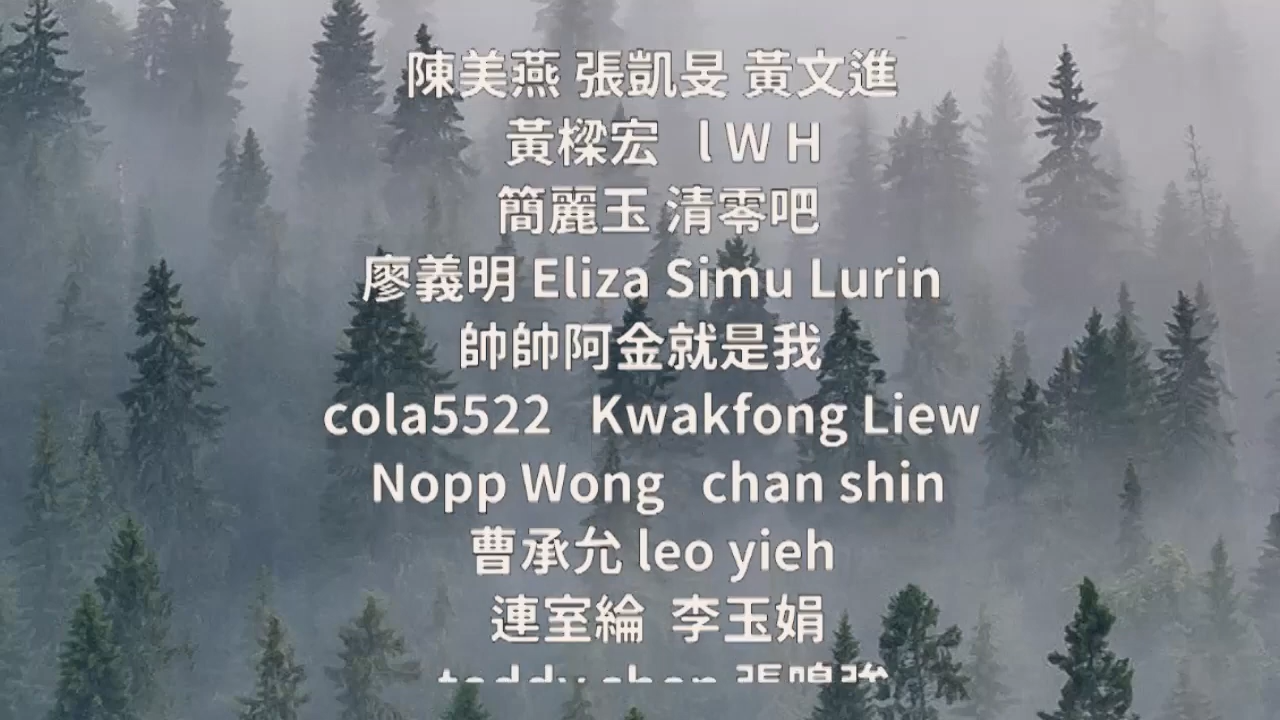 陳美燕 張凱旻 黃文進
黃樑宏 l W H
簡麗玉 清零吧
廖義明 Eliza Simu Lurin
帥帥阿金就是我
cola5522 Kwakfong Liew
Nopp Wong chan shin
曹承允 leo yieh
連室綸 李玉娟